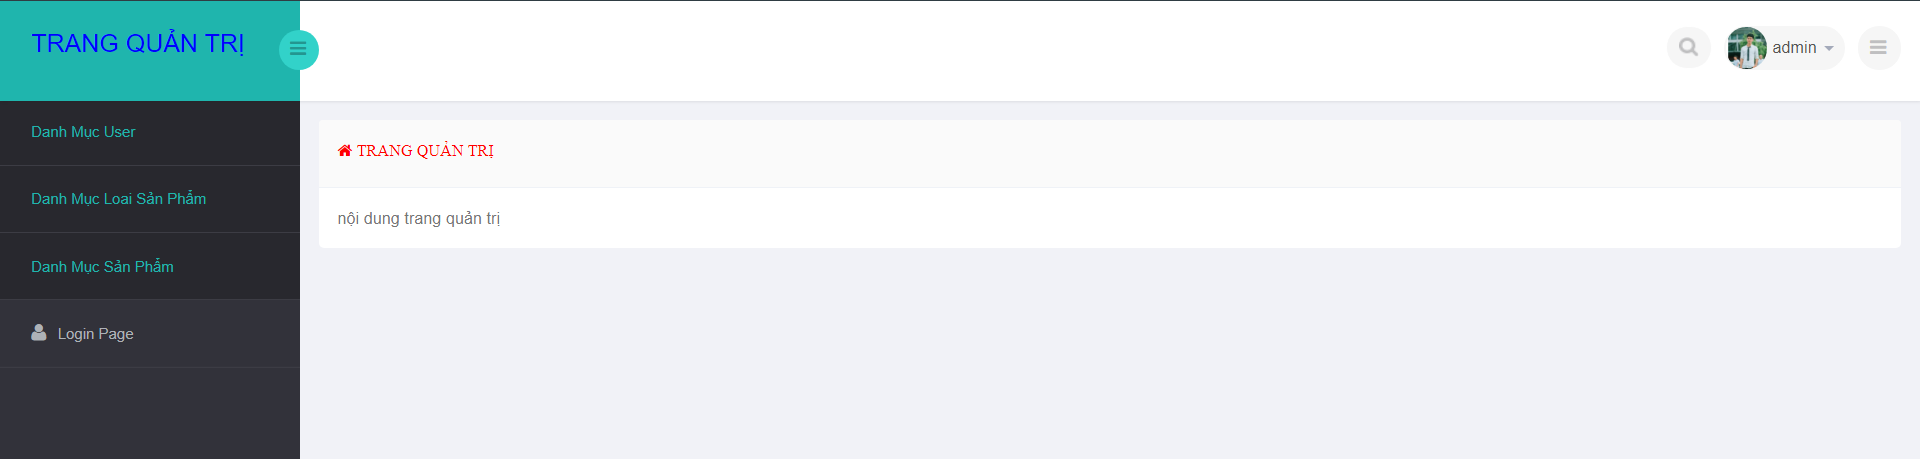 TRANG QUẢN TRỊ
admin
Danh Mục User
Danh Mục Loai Sản Phẩm
Danh Mục Sản Phẩm
Login Page
TRANG QUẢN TRỊ
nội dung trang quản trị